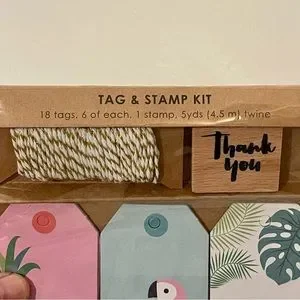 TAG & STAMP KIT
18 tags, 6 of each, 1 stamp, 5yds (4.5 m) twine
Thank
you